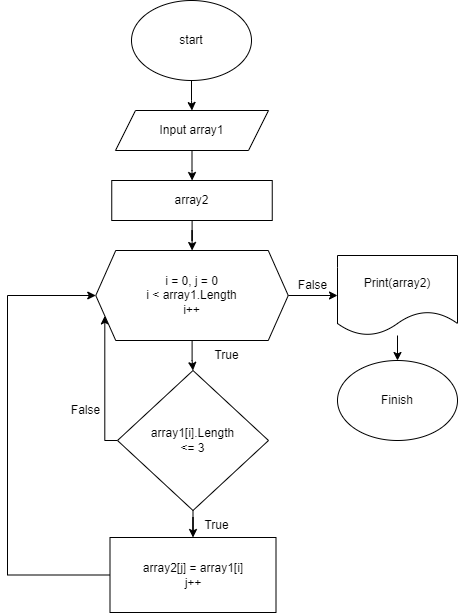 start
Input array1
array2
i = 0, j = 0
i < array1.Length
i++
False
Print(array2)
True
False
array1[i].Length
<= 3
Finish
True
array2[j] = array1[i]
j++